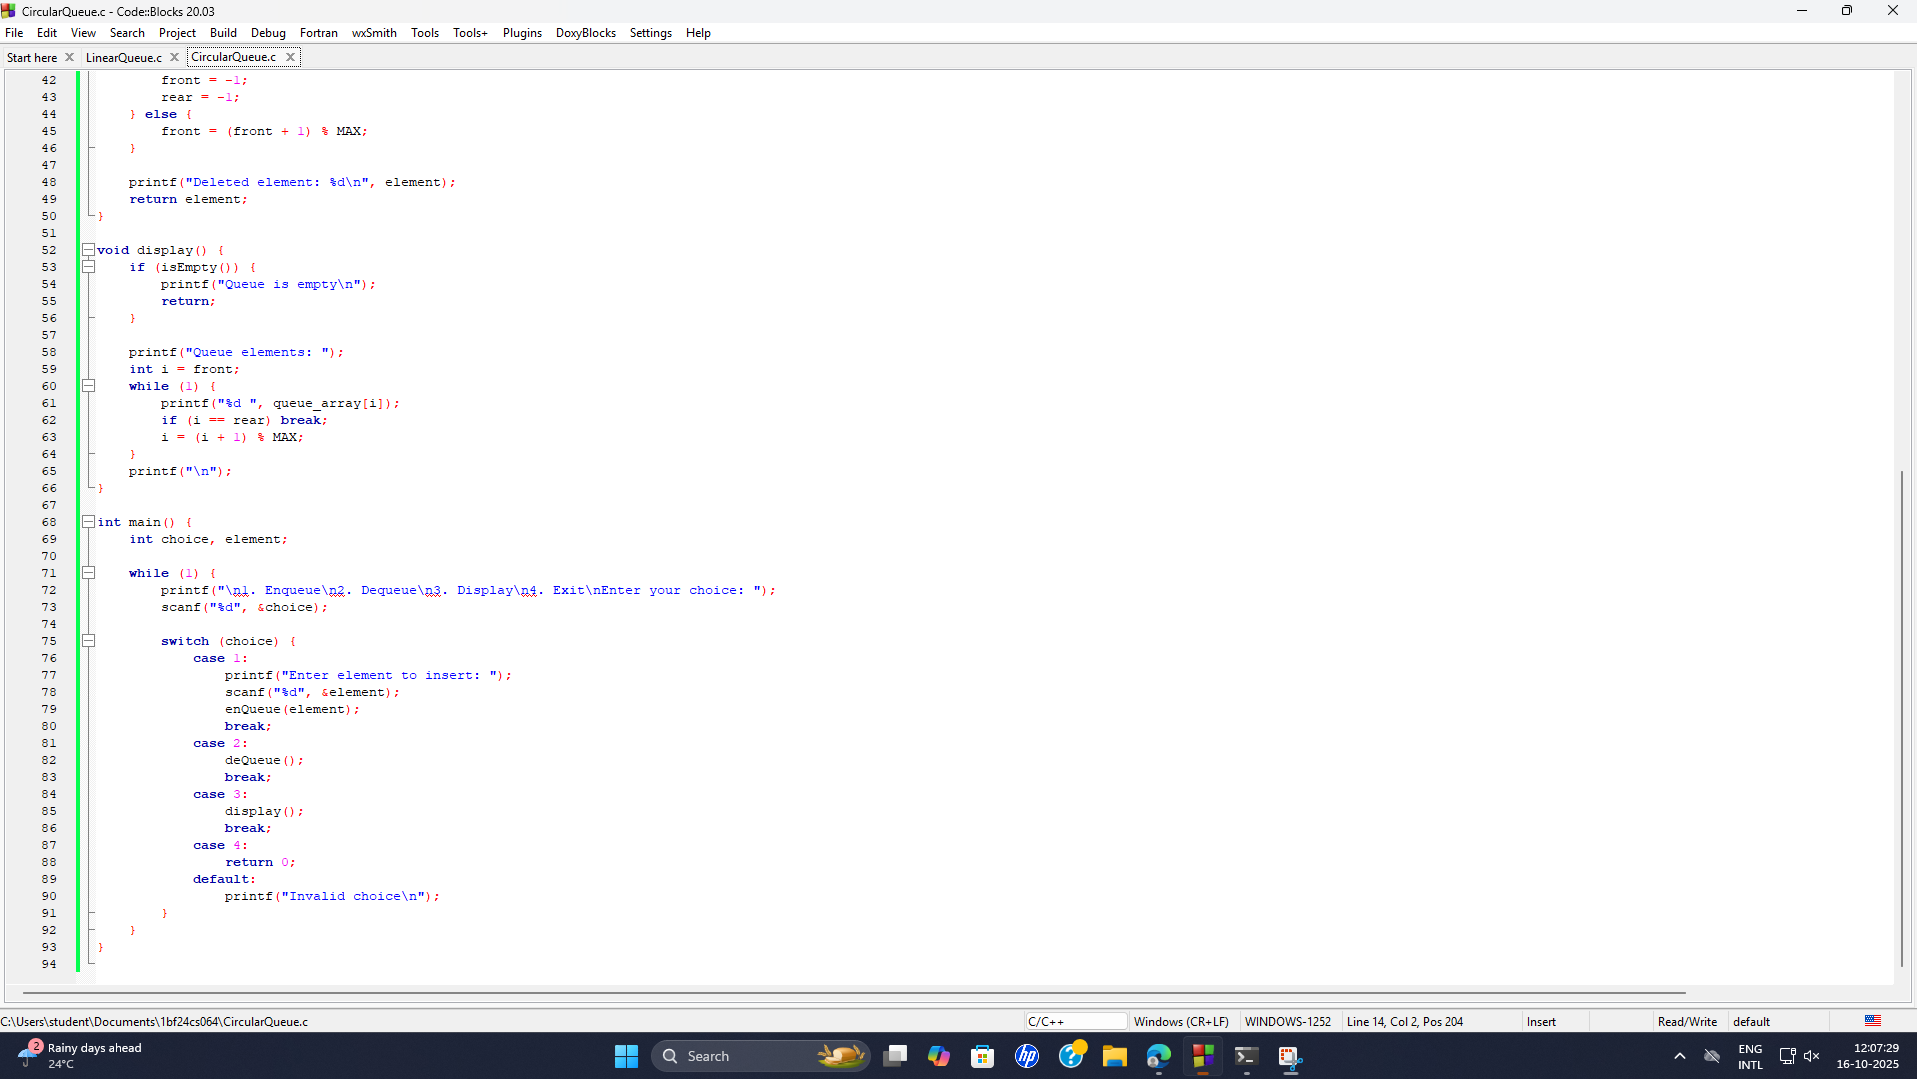 CircularQueue.c - Code::Blocks 20.03
File Edit View Search Project Build Debug Fortran wxSmith Tools Tools+ Plugins DoxyBlocks Settings Help
Start here LinearQueue.c CircularQueue.c
42 front = -1;
43 rear = -1;
44 } else {
45 front = (front + 1) % MAX;
46 }
47
48 printf("Deleted element: %d\n", element);
49 return element;
50 }
51
52 void display() {
53 if (isEmpty()) {
54 printf("Queue is empty\n");
55 return;
56 }
57
58 printf("Queue elements: ");
59 int i = front;
60 while (1) {
61 printf("%d ", queue_array[i]);
62 if (i == rear) break;
63 i = (i + 1) % MAX;
64 }
65 printf("\n");
66 }
67
68 int main() {
69 int choice, element;
70
71 while (1) {
72 printf("\n1. Enqueue\n2. Dequeue\n3. Display\n4. Exit\nEnter your choice: ");
73 scanf("%d", &choice);
74
75 switch (choice) {
76 case 1:
77 printf("Enter element to insert: ");
78 scanf("%d", &element);
79 enQueue(element);
80 break;
81 case 2:
82 deQueue();
83 break;
84 case 3:
85 display();
86 break;
87 case 4:
88 return 0;
89 default:
90 printf("Invalid choice\n");
91 }
92 }
93 }
94
C:\Users\student\Documents\1bf24cs064\CircularQueue.c C/C++ Windows (CR+LF) WINDOWS-1252 Line 14, Col 2, Pos 204 Insert Read/Write default
2 Rainy days ahead
24°C
Search
hp
ENG
INTL
12:07:29
16-10-2025